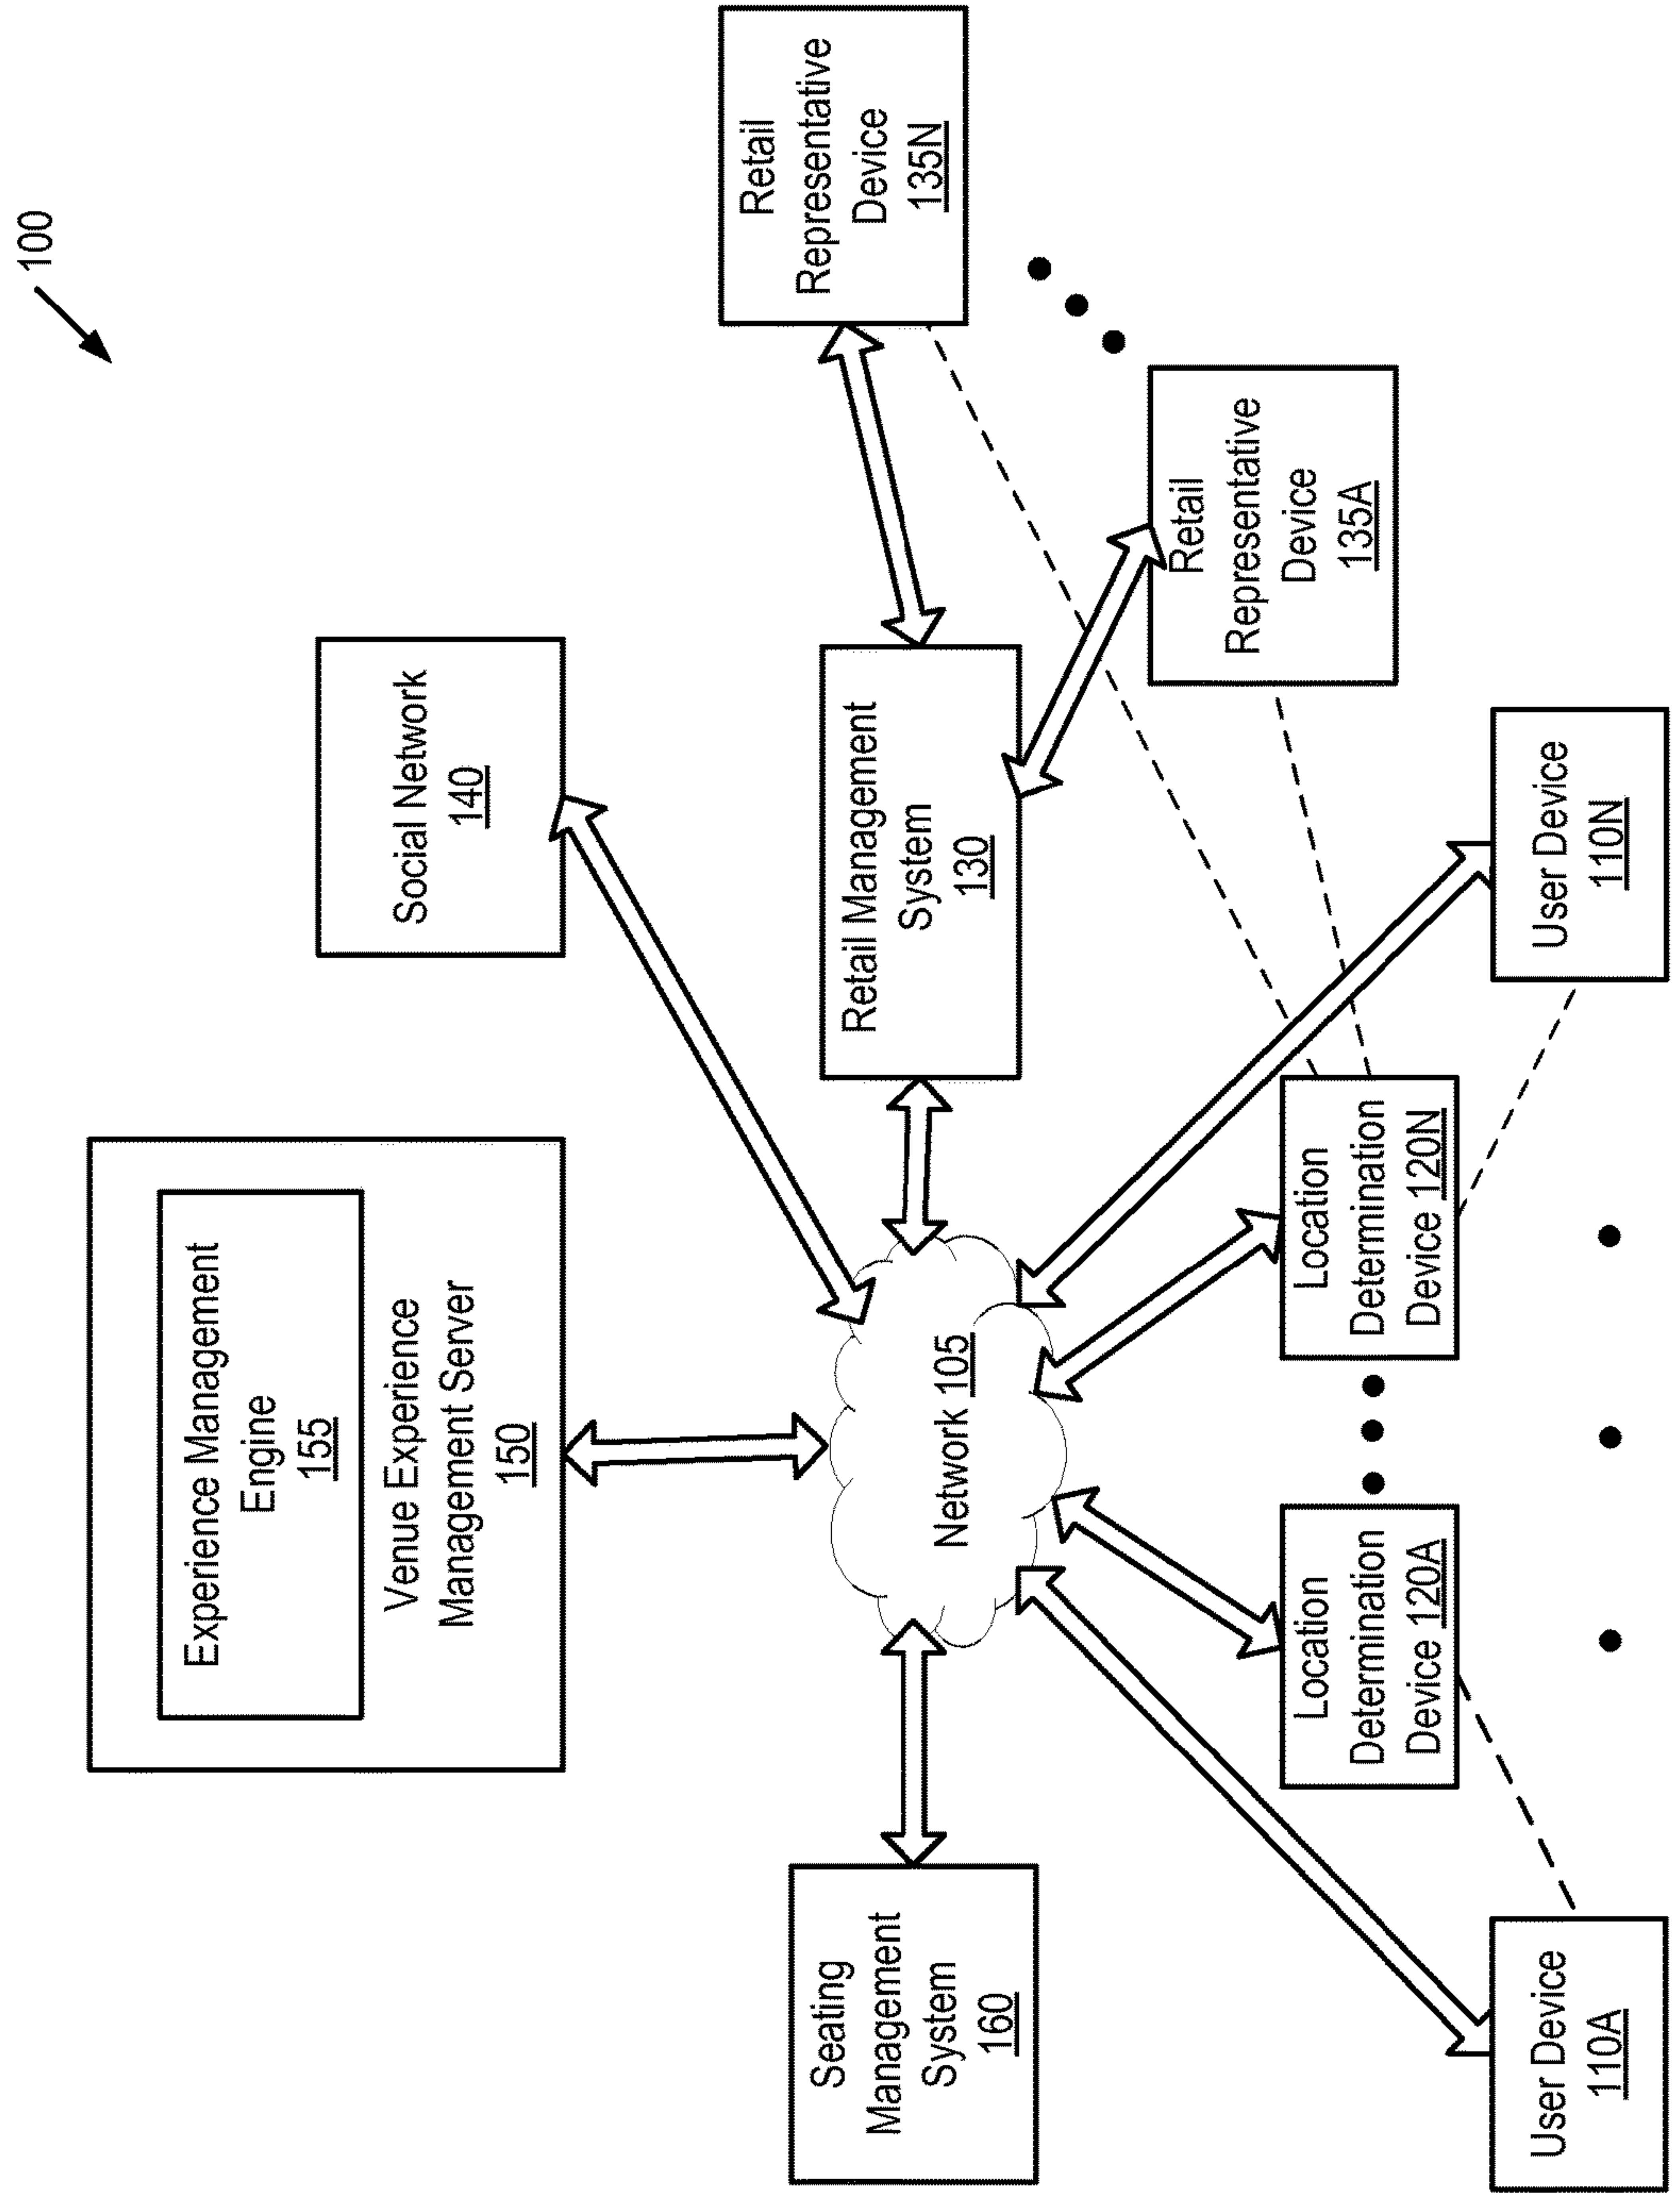 100
Experience Management
Engine
155
Venue Experience
Management Server
150
Social Network
140
Seating
Management
System
160
Network 105
Retail Management
System
130
Retail
Representative
Device
135N
Retail
Representative
Device
135A
Location
Determination
Device 120A
Location
Determination
Device 120N
User Device
110A
User Device
110N